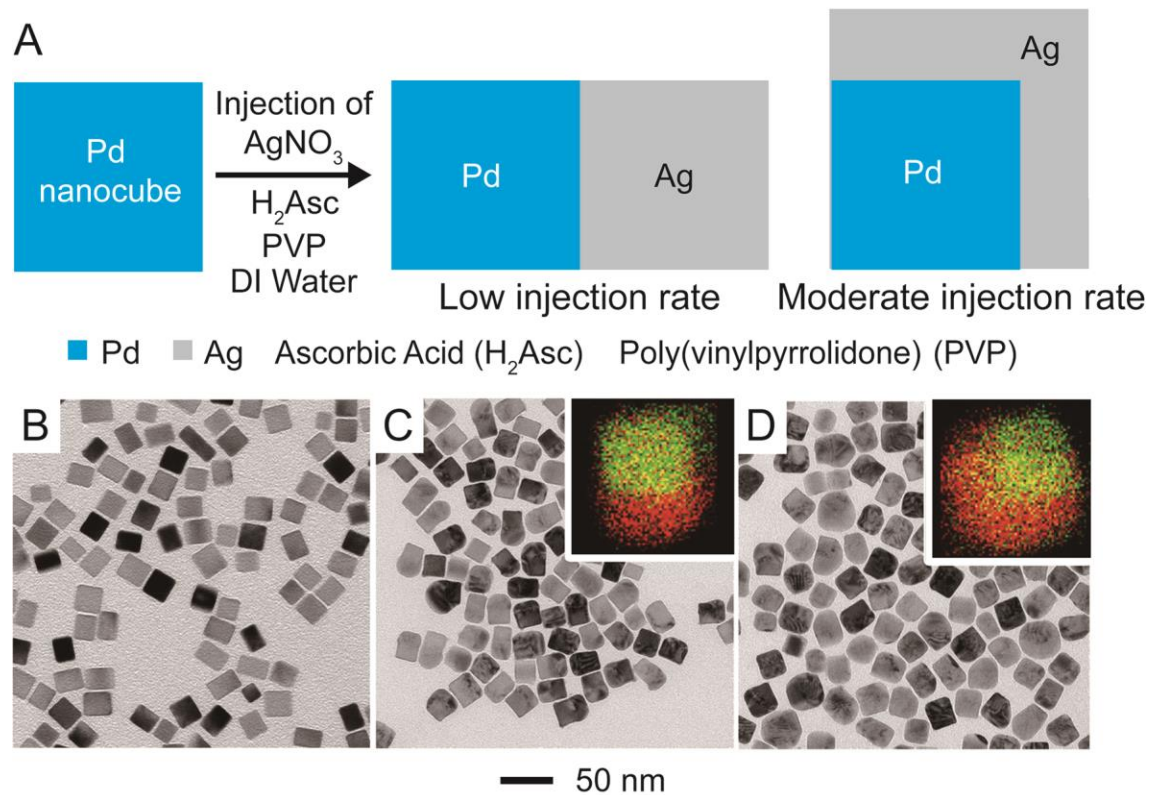 A
Pd
nanocube
Injection of
AgNO₃
H₂Asc
PVP
DI Water
Pd
Ag
Low injection rate
Ag
Pd
Moderate injection rate
Pd Ag Ascorbic Acid (H₂Asc) Poly(vinylpyrrolidone) (PVP)
B
C
D
50 nm